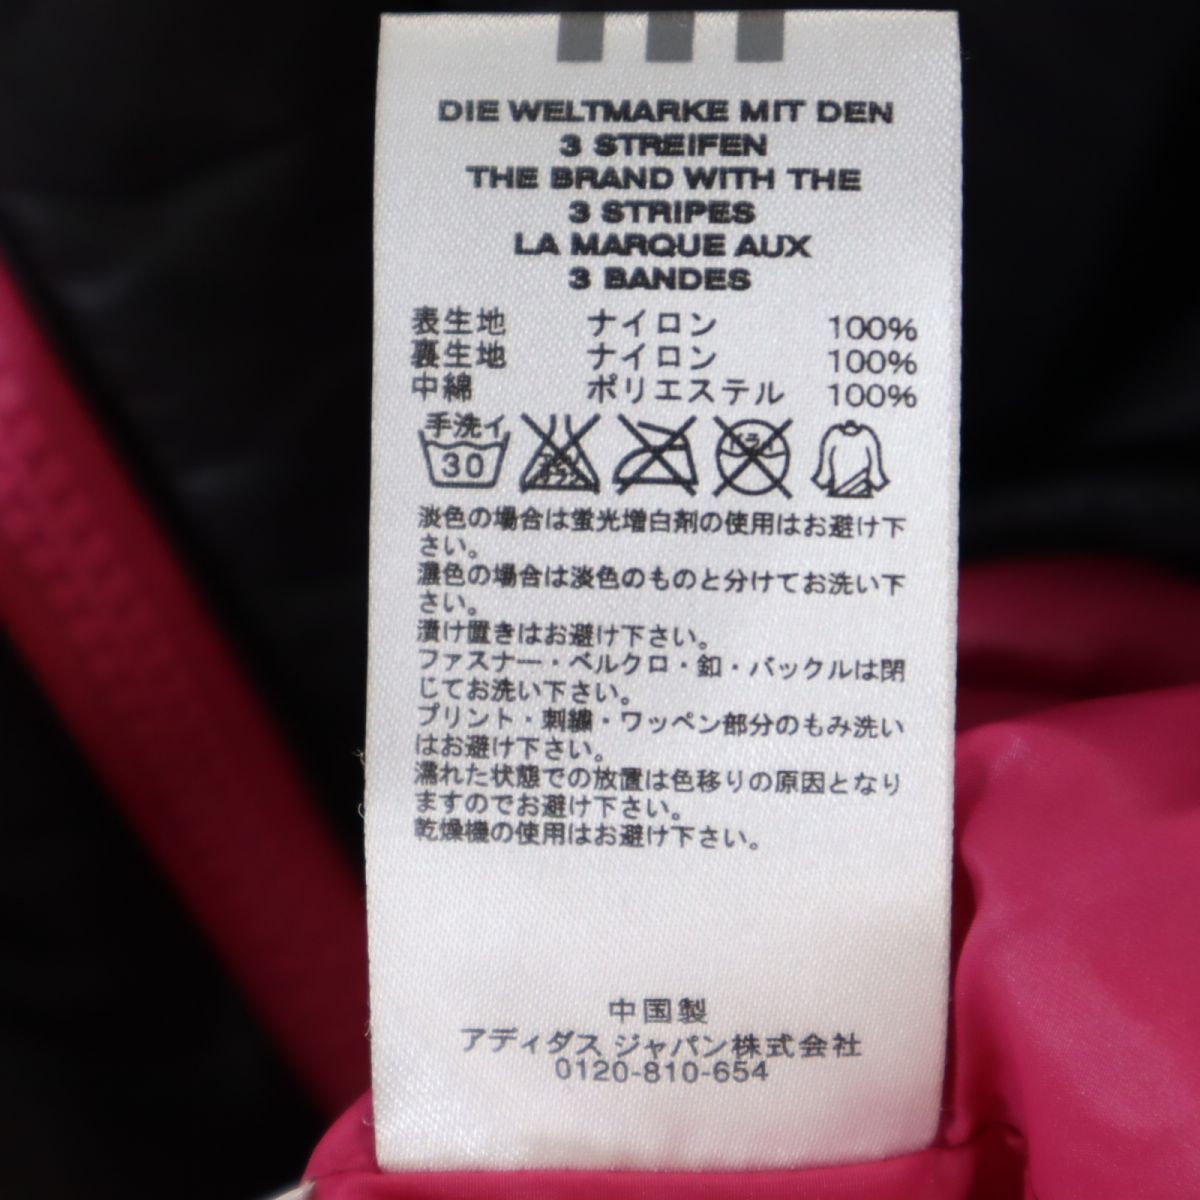 DIE WELTMARKE MIT DEN
3 STREIFEN
THE BRAND WITH THE
3 STRIPES
LA MARQUE AUX
3 BANDES
表生地 ナイロン 100%
裏生地 ナイロン 100%
中綿 ポリエステル 100%
手洗イ
30
エンソサラシ
ドライ
淡色の場合は蛍光増白剤の使用はお避け下
さい。
濃色の場合は淡色のものと分けてお洗い下
さい。
漬け置きはお避け下さい。
ファスナー・ベルクロ・釦・バックルは閉
じてお洗い下さい。
プリント・刺繍・ワッペン部分のもみ洗い
はお避け下さい。
濡れた状態での放置は色移りの原因となり
ますのでお避け下さい。
乾燥機の使用はお避け下さい。
中国製
アディダス ジャパン株式会社
0120-810-654